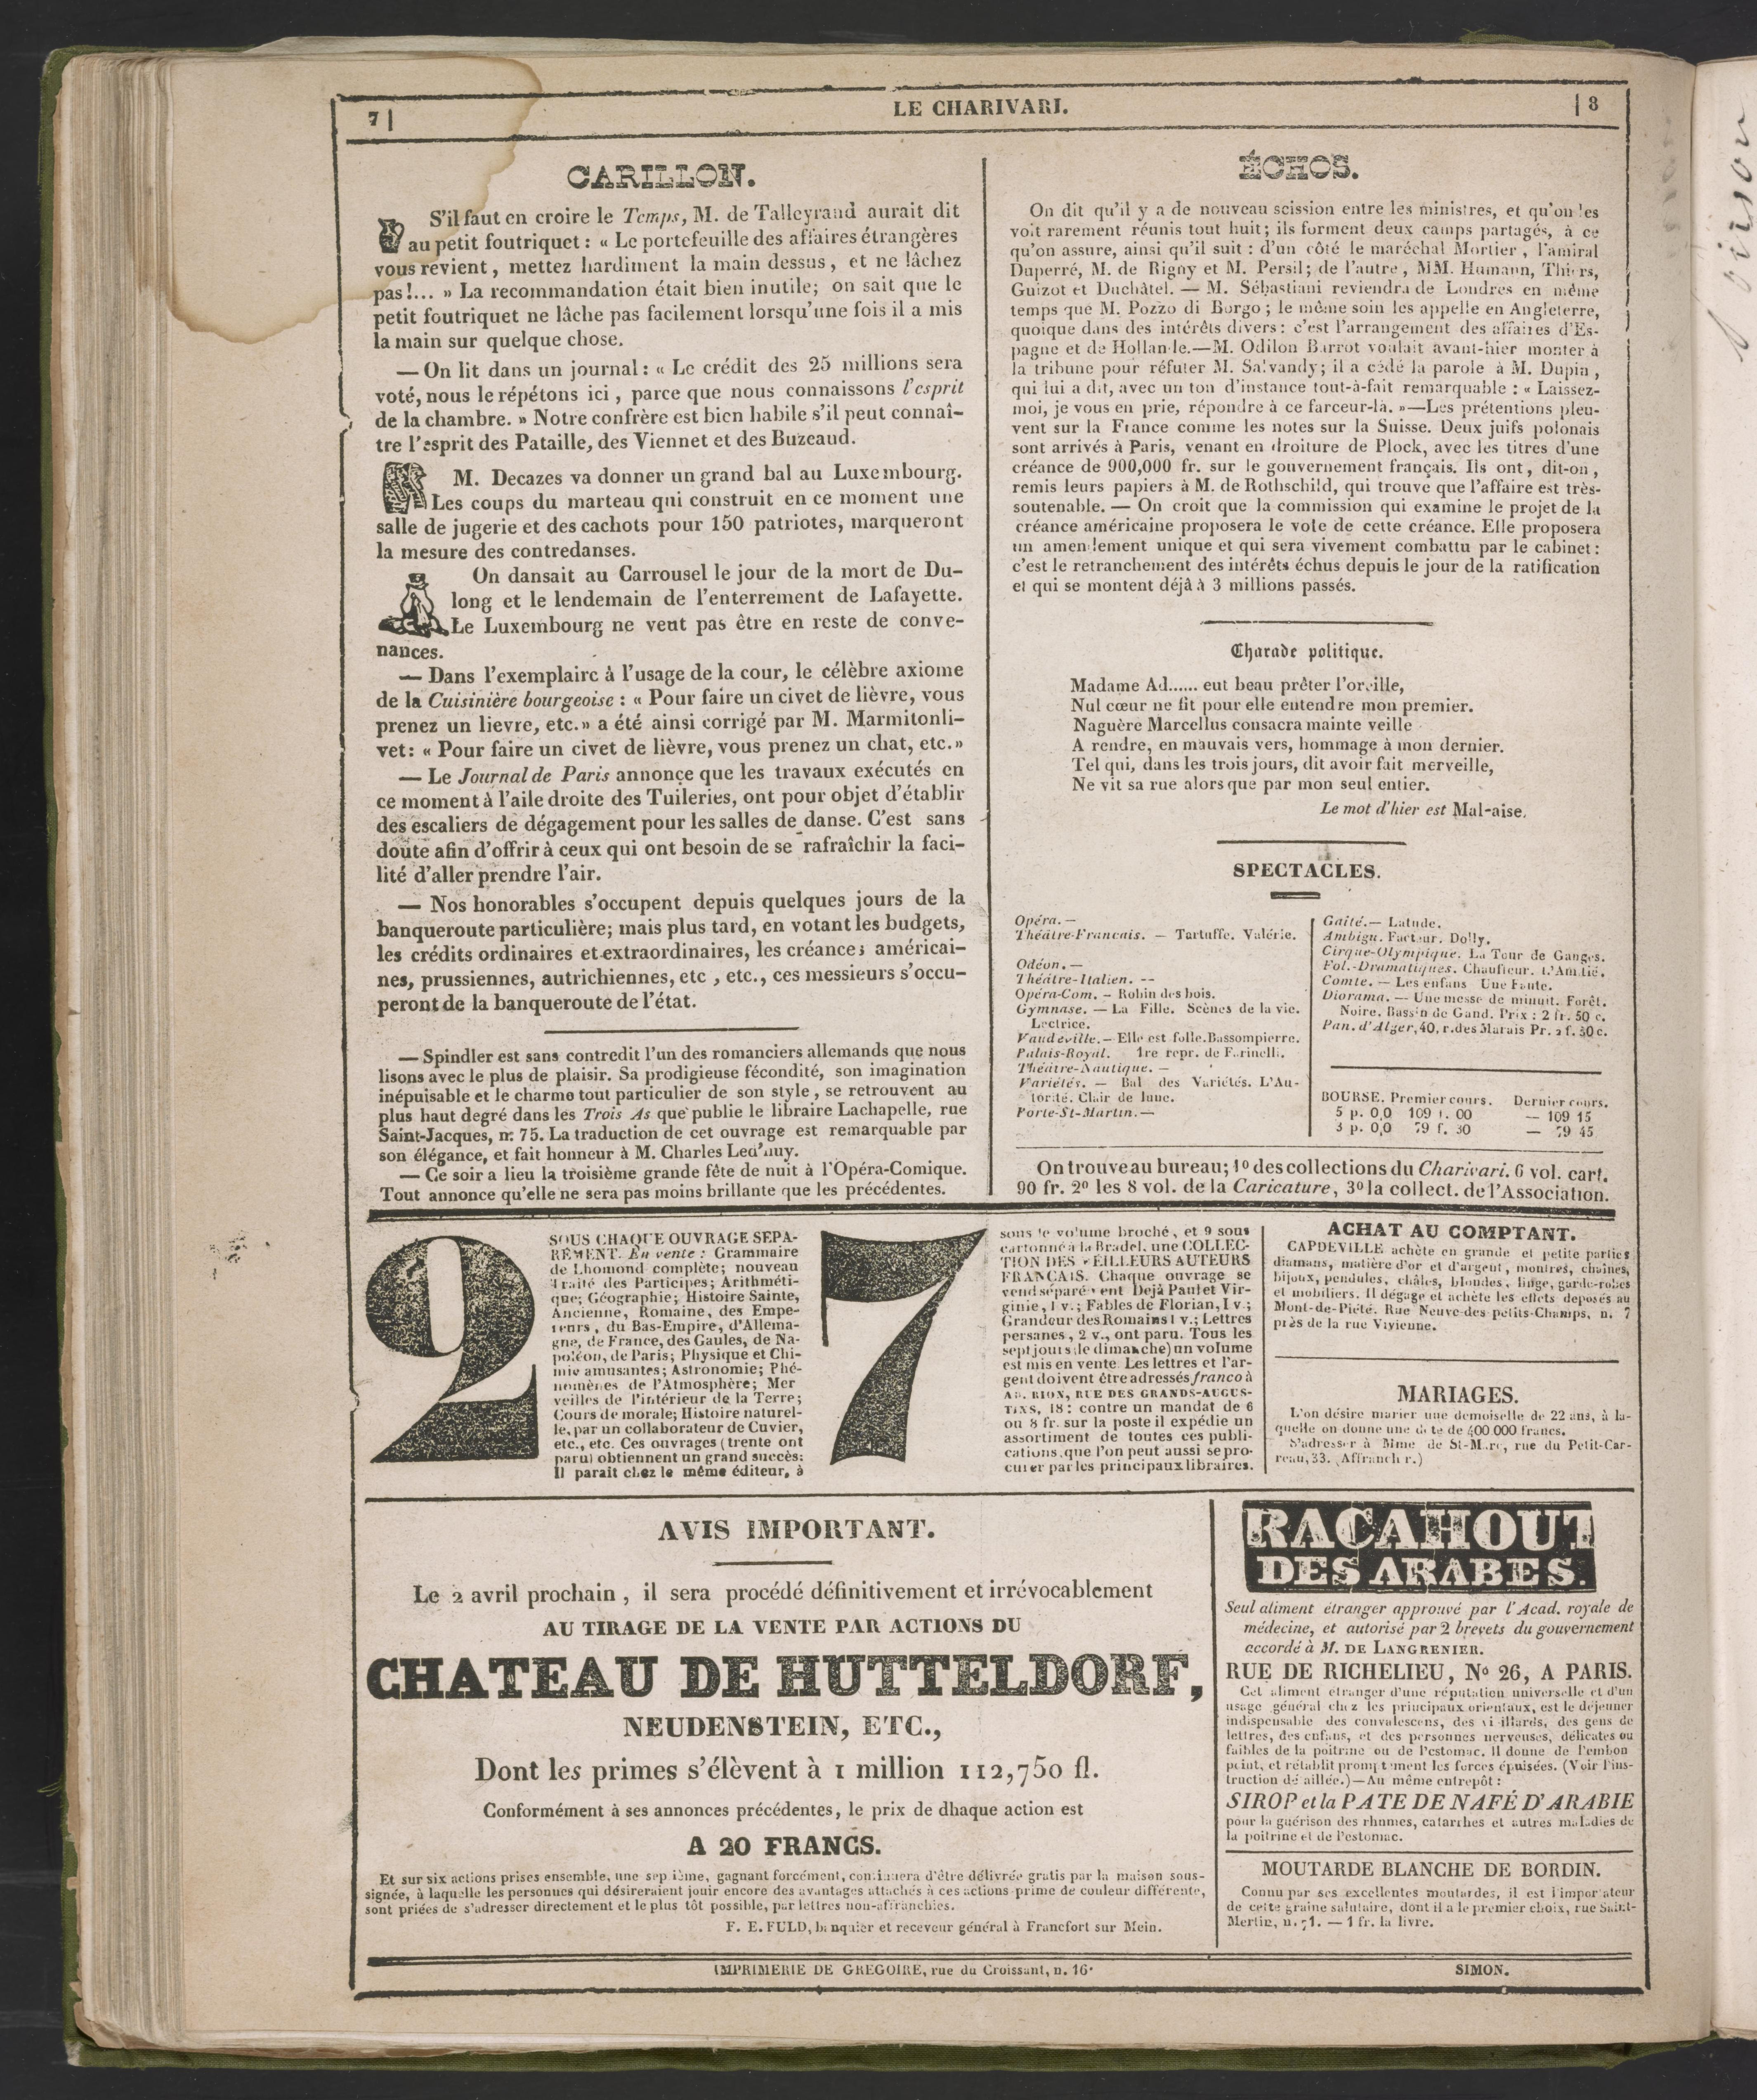 7
LE CHARIVARI.
8
CARILLON.
S'il faut en croire le Temps, M. de Talleyrand aurait dit
au petit foutriquet : « Le portefeuille des affaires étrangères
vous revient, mettez hardiment la main dessus, et ne lâchez
pas!... » La recommandation était bien inutile; on sait que le
petit foutriquet ne lâche pas facilement lorsqu'une fois il a mis
la main sur quelque chose.
— On lit dans un journal : « Le crédit des 25 millions sera
voté, nous le répétons ici, parce que nous connaissons l'esprit
de la chambre. » Notre confrère est bien habile s'il peut connaî-
tre l'esprit des Pataille, des Viennet et des Buzeaud.
M. Decazes va donner un grand bal au Luxembourg.
Les coups du marteau qui construit en ce moment une
salle de jugerie et des cachots pour 150 patriotes, marqueront
la mesure des contredanses.
On dansait au Carrousel le jour de la mort de Du-
long et le lendemain de l'enterrement de Lafayette.
Le Luxembourg ne veut pas être en reste de conve-
nances.
— Dans l'exemplaire à l'usage de la cour, le célèbre axiome
de la Cuisinière bourgeoise : « Pour faire un civet de lièvre, vous
prenez un lievre, etc.» a été ainsi corrigé par M. Marmitonli-
vet: « Pour faire un civet de lièvre, vous prenez un chat, etc.»
— Le Journal de Paris annonce que les travaux exécutés en
ce moment à l'aile droite des Tuileries, ont pour objet d'établir
des escaliers de dégagement pour les salles de danse. C'est sans
doute afin d'offrir à ceux qui ont besoin de se rafraîchir la faci-
lité d'aller prendre l'air.
— Nos honorables s'occupent depuis quelques jours de la
banqueroute particulière; mais plus tard, en votant les budgets,
les crédits ordinaires et extraordinaires, les créances américai-
nes, prussiennes, autrichiennes, etc, etc., ces messieurs s'occu-
peront de la banqueroute de l'état.
— Spindler est sans contredit l'un des romanciers allemands que nous
lisons avec le plus de plaisir. Sa prodigieuse fécondité, son imagination
inépuisable et le charme tout particulier de son style, se retrouvent au
plus haut degré dans les Trois As que publie le libraire Lachapelle, rue
Saint-Jacques, n. 75. La traduction de cet ouvrage est remarquable par
son élégance, et fait honneur à M. Charles
— Ce soir a lieu la troisième grande fête de nuit à l'Opéra-Comique.
Tout annonce qu'elle ne sera pas moins brillante que les précédentes.
ÉCHOS.
On dit qu'il y a de nouveau scission entre les ministres, et qu'on les
voit rarement réunis tout huit; ils forment deux camps partagés, à ce
qu'on assure, ainsi qu'il suit : d'un côté le maréchal Mortier, l'amiral
Duperré, M. de Rigny et M. Persil; de l'autre, MM. Humann, Thiers,
Guizot et Duchâtel. — M. Sébastiani reviendra de Londres en même
temps que M. Pozzo di Borgo; le même soin les appelle en Angleterre,
quoique dans des intérêts divers : c'est l'arrangement des affaires d'Es-
pagne et de Hollande.—M. Odilon Barrot voulait avant-hier monter à
la tribune pour réfuter M. Salvandy; il a cédé la parole à M. Dupin,
qui lui a dit, avec un ton d'instance tout-à-fait remarquable : « Laissez-
moi, je vous en prie, répondre à ce farceur-là. »—Les prétentions pleu-
vent sur la France comme les notes sur la Suisse. Deux juifs polonais
sont arrivés à Paris, venant en droiture de Plock, avec les titres d'une
créance de 900,000 fr. sur le gouvernement français. Ils ont, dit-on,
remis leurs papiers à M. de Rothschild, qui trouve que l'affaire est très-
soutenable. — On croit que la commission qui examine le projet de la
créance américaine proposera le vote de cette créance. Elle proposera
un amendement unique et qui sera vivement combattu par le cabinet :
c'est le retranchement des intérêts échus depuis le jour de la ratification
et qui se montent déjà à 3 millions passés.
Charade politique.
Madame Ad...... eut beau prêter l'oreille,
Nul cœur ne fit pour elle entendre mon premier.
Naguère Marcellus consacra mainte veille
A rendre, en mauvais vers, hommage à mon dernier.
Tel qui, dans les trois jours, dit avoir fait merveille,
Ne vit sa rue alors que par mon seul entier.
Le mot d'hier est Mal-aise.
SPECTACLES.
Opéra. —
Théâtre-Francais. — Tartuffe. Valérie.
Odéon. —
Théâtre-Italien. --
Opéra-Com. – Robin des bois.
Gymnase. — La Fille. Scènes de la vie.
Lectrice.
Vaudeville. — Elle est folle. Bassompierre.
Palais-Royal. 1re repr. de Farinelli.
Théâtre-Nautique. —
Variétés. — Bal des Variétés. L'Au-
torité. Clair de lune.
Porte-St-Martin. —
Gaité. — Latude.
Ambigu. Facteur. Dolly.
Cirque-Olympique. La Tour de Ganges.
Fol.-Dramatiques. Chauffeur. L'Amitié.
Comte. — Les enfans Une Faute.
Diorama. — Une messe de minuit. Forêt.
Noire. Bassin de Gand. Prix : 2 fr. 50 c.
Pan. d'Alger, 40, r. des Marais Pr. 2 f. 50 c.
BOURSE. Premier cours. Dernier cours.
5 p. 0,0 109 f. 00 — 109 15
3 p. 0,0 79 f. 30 — 79 45
On trouve au bureau; 1º des collections du Charivari. 6 vol. cart.
90 fr. 2º les 8 vol. de la Caricature, 3º la collect. de l'Association.
2
SOUS CHAQUE OUVRAGE SEPA-
RÉMENT. En vente : Grammaire
de Lhomond complète; nouveau
Traité des Participes; Arithméti-
que; Géographie; Histoire Sainte,
Ancienne, Romaine, des Empe-
reurs, du Bas-Empire, d'Allema-
gne, de France, des Gaules, de Na-
poléon, de Paris; Physique et Chi-
mie amusantes; Astronomie; Phé-
nomènes de l'Atmosphère; Mer
veilles de l'intérieur de la Terre;
Cours de morale; Histoire naturel-
le, par un collaborateur de Cuvier,
etc., etc. Ces ouvrages (trente ont
paru) obtiennent un grand succès:
Il parait chez le même éditeur, à
7
sous le volume broché, et 9 sous
cartonné à la Bradel, une COLLEC-
TION DES MEILLEURS AUTEURS
FRANCAIS. Chaque ouvrage se
vend séparément Dejà Paul et Vir-
ginie, 1 v.; Fables de Florian, 1 v.;
Grandeur des Romains 1 v.; Lettres
persanes, 2 v., ont paru. Tous les
sept jours (le dimanche) un volume
est mis en vente. Les lettres et l'ar-
gent doivent être adressés franco à
AD. RION, RUE DES GRANDS-AUGUS-
TINS, 18 : contre un mandat de 6
ou 8 fr. sur la poste il expédie un
assortiment de toutes ces publi-
cations, que l'on peut aussi se pro-
curer par les principaux libraires.
ACHAT AU COMPTANT.
CAPDEVILLE achète en grande et petite parties
diamans, matière d'or et d'argent, montres, chaînes,
bijoux, pendules, châles, blondes, linge, garde-robes
et mobiliers. Il dégage et achète les effets deposés au
Mont-de-Piété. Rue Neuve-des-petits-Champs, n. 7
près de la rue Vivienne.
MARIAGES.
L'on désire marier une demoiselle de 22 ans, à la-
quelle on donne une dote de 400 000 francs.
S'adresser à Mme de St-Marc, rue du Petit-Car-
reau, 33. (Affranchir.)
AVIS IMPORTANT.
Le 2 avril prochain, il sera procédé définitivement et irrévocablement
AU TIRAGE DE LA VENTE PAR ACTIONS DU
CHATEAU DE HUTTELDORF,
NEUDENSTEIN, ETC.,
Dont les primes s'élèvent à 1 million 112,750 fl.
Conformément à ses annonces précédentes, le prix de dhaque action est
A 20 FRANCS.
Et sur six actions prises ensemble, une septième, gagnant forcément, continuera d'être délivrée gratis par la maison sous-
signée, à laquelle les personnes qui désireraient jouir encore des avantages attachés à ces actions-prime de couleur différente,
sont priées de s'adresser directement et le plus tôt possible, par lettres non-affranchies.
F. E. FULD, banquier et receveur général à Francfort sur Mein.
RACAHOUT
DES ARABES.
Seul aliment étranger approuvé par l'Acad. royale de
médecine, et autorisé par 2 brevets du gouvernement
accordé à M. DE LANGRENIER.
RUE DE RICHELIEU, Nº 26, A PARIS.
Cet aliment étranger d'une réputation universelle et d'un
usage général chez les principaux orientaux, est le déjeuner
indispensable des convalescens, des vieillards, des gens de
lettres, des enfans, et des personnes nerveuses, délicates ou
faibles de la poitrine ou de l'estomac. Il donne de l'embon
point, et rétablit promptement les forces épuisées. (Voir l'ins-
truction détaillée.)—Au même entrepôt :
SIROP et la PATE DE NAFÉ D'ARABIE
pour la guérison des rhumes, catarrhes et autres maladies de
la poitrine et de l'estomac.
MOUTARDE BLANCHE DE BORDIN.
Connu par ses excellentes moutardes, il est l'importateur
de cette graine salutaire, dont il a le premier choix, rue Saint-
Mertin, n. 71. — 1 fr. la livre.
IMPRIMERIE DE GREGOIRE, rue du Croissant, n. 16.
SIMON.